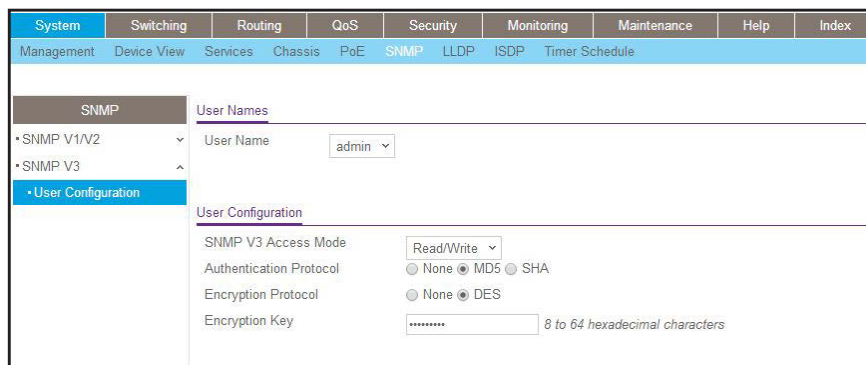 System Switching Routing QoS Security Monitoring Maintenance Help Index
Management Device View Services Chassis PoE SNMP LLDP ISDP Timer Schedule
SNMP
SNMP V1/V2
SNMP V3
User Configuration
User Names
User Name admin
User Configuration
SNMP V3 Access Mode Read/Write
Authentication Protocol None MD5 SHA
Encryption Protocol None DES
Encryption Key ••••••••• 8 to 64 hexadecimal characters